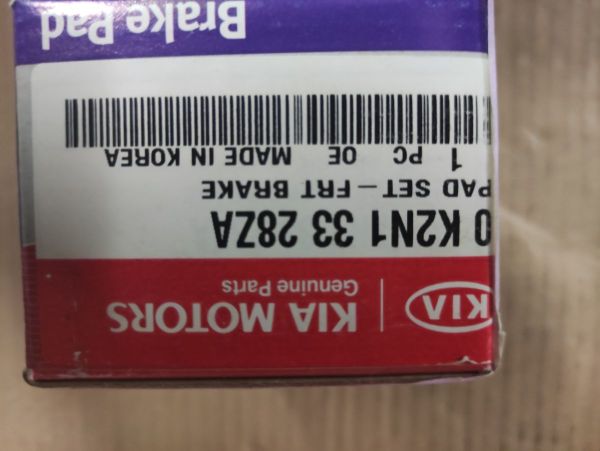 KIA KIA MOTORS
Genuine Parts
0 K2N1 33 28ZA
PAD SET-FRT BRAKE
1 PC OE MADE IN KOREA
Brake Pad